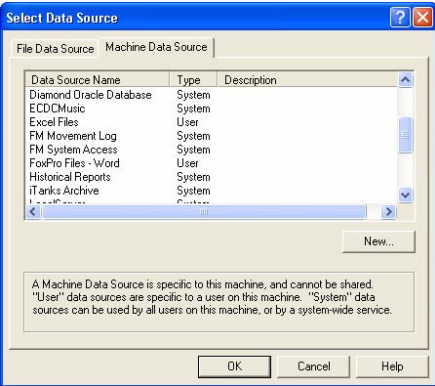 Select Data Source
File Data Source Machine Data Source
Data Source Name Type Description
Diamond Oracle Database System
ECDCMusic System
Excel Files User
FM Movement Log System
FM System Access System
FoxPro Files - Word User
Historical Reports System
iTanks Archive System
New...
A Machine Data Source is specific to this machine, and cannot be shared.
"User" data sources are specific to a user on this machine. "System" data
sources can be used by all users on this machine, or by a system-wide service.
OK Cancel Help